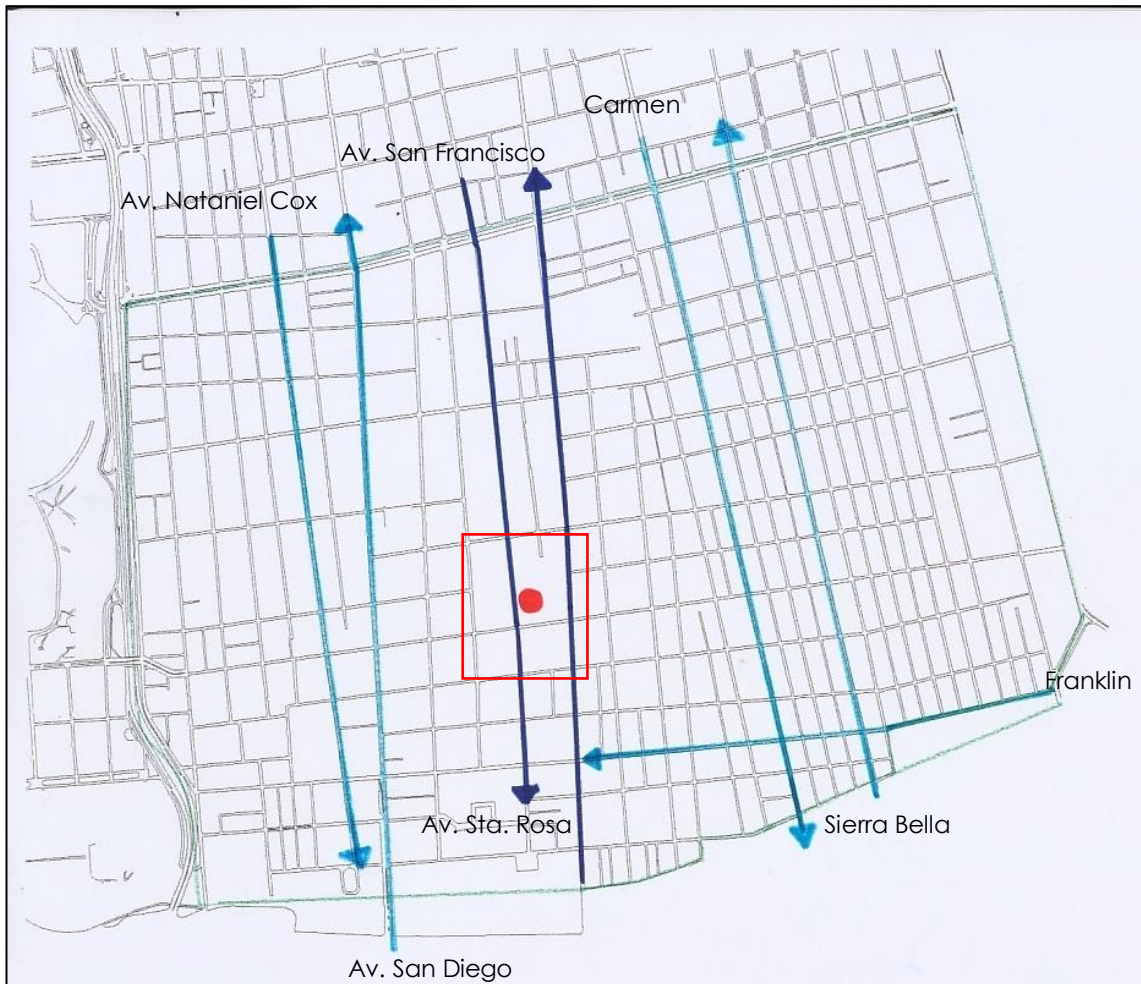 Carmen
Av. San Francisco
Av. Nataniel Cox
Franklin
Av. Sta. Rosa
Sierra Bella
Av. San Diego